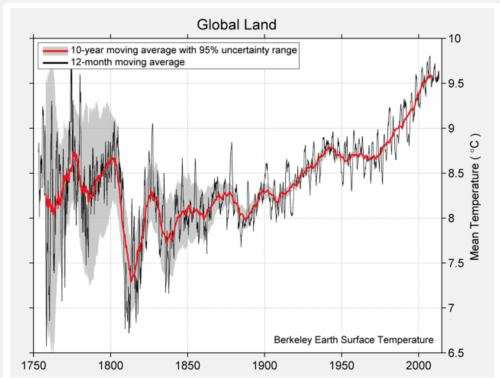 Global Land
10-year moving average with 95% uncertainty range
12-month moving average
10
9.5
9
8.5
8
7.5
7
6.5
Mean Temperature ( °C )
Berkeley Earth Surface Temperature
1750 1800 1850 1900 1950 2000